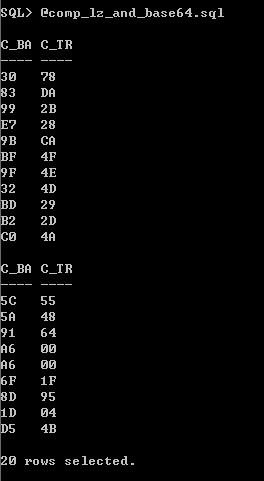 SQL> @comp_lz_and_base64.sql
C_BA C_TR
---- ----
30   78
83   DA
99   2B
E7   28
9B   CA
BF   4F
9F   4E
32   4D
BD   29
B2   2D
C0   4A
C_BA C_TR
---- ----
5C   55
5A   48
91   64
A6   00
A6   00
6F   1F
8D   95
1D   04
D5   4B
20 rows selected.